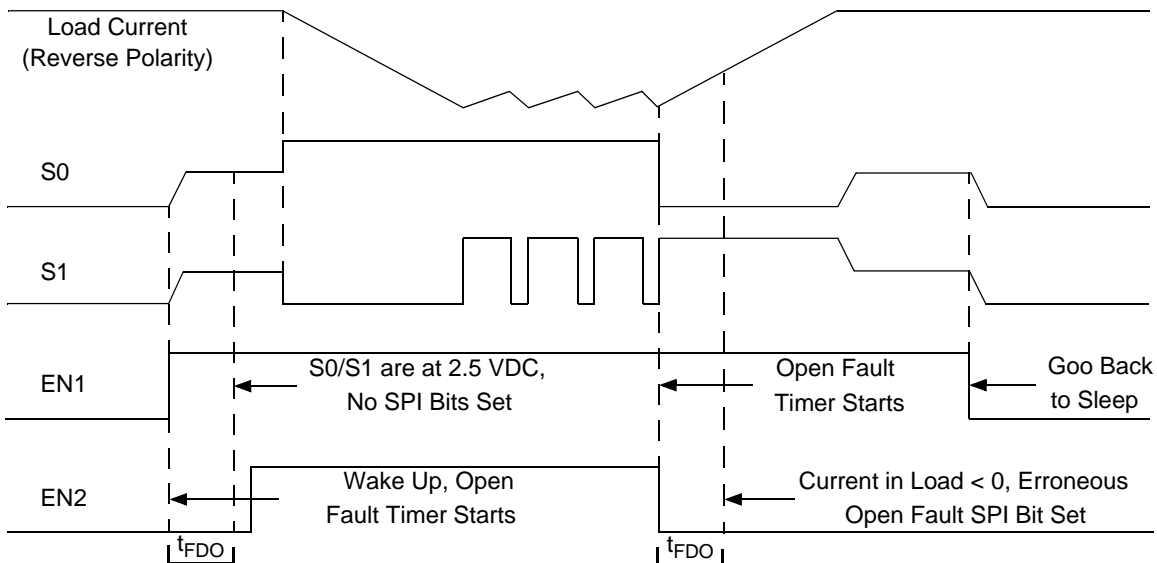 Load Current
(Reverse Polarity)
S0
S1
EN1
S0/S1 are at 2.5 VDC,
No SPI Bits Set
Open Fault
Timer Starts
Goo Back
to Sleep
EN2
Wake Up, Open
Fault Timer Starts
Current in Load < 0, Erroneous
Open Fault SPI Bit Set
tFDO
tFDO